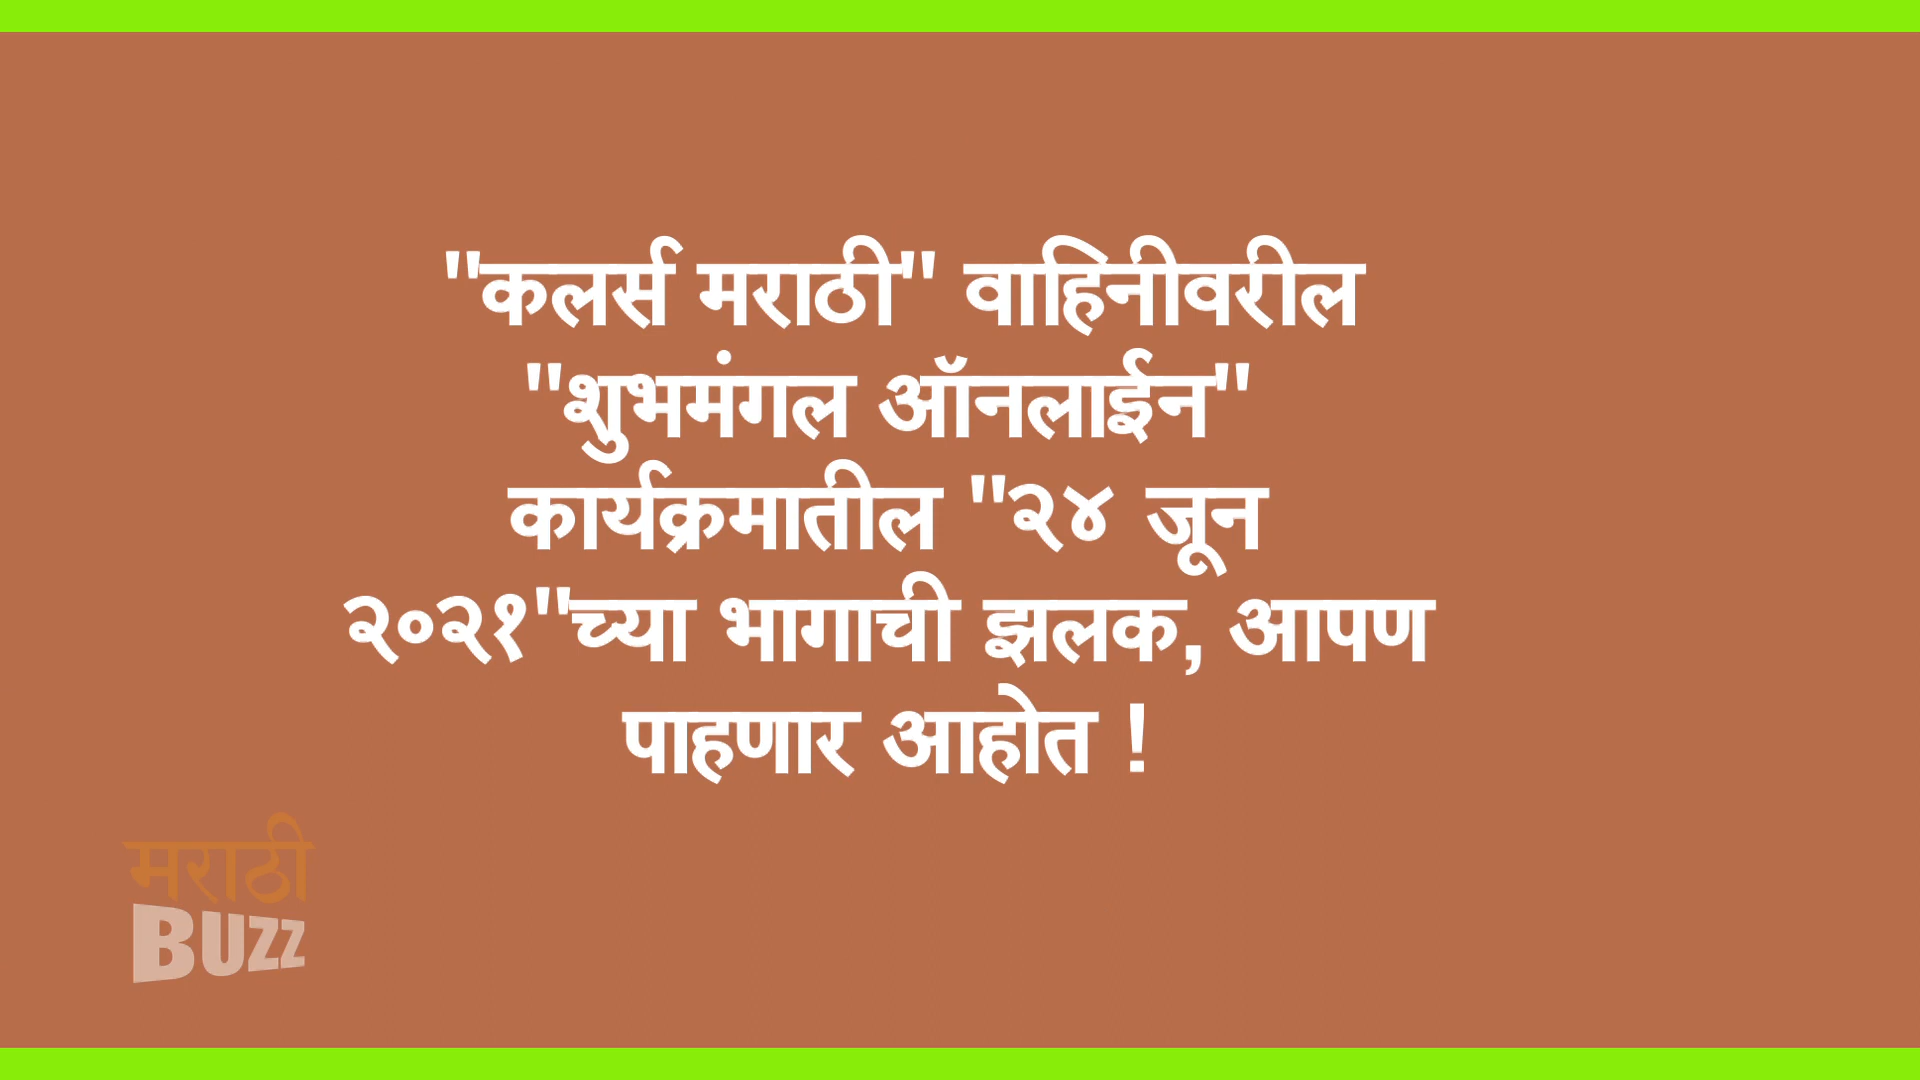 "कलर्स मराठी" वाहिनीवरील
"शुभमंगल ऑनलाईन"
कार्यक्रमातील "२४ जून
२०२१"च्या भागाची झलक, आपण
पाहणार आहोत !
मराठी
BUZZ